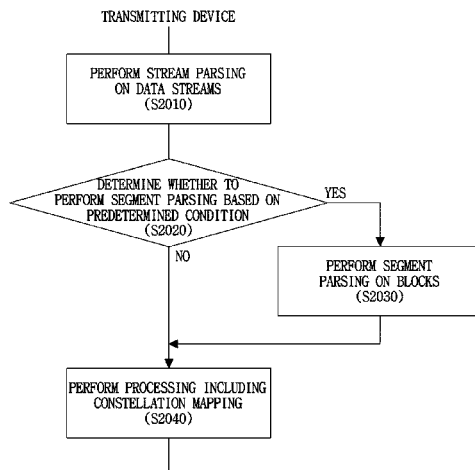 TRANSMITTING DEVICE
PERFORM STREAM PARSING
ON DATA STREAMS
(S2010)
DETERMINE WHETHER TO
PERFORM SEGMENT PARSING BASED ON
PREDETERMINED CONDITION
(S2020)
YES
NO
PERFORM SEGMENT
PARSING ON BLOCKS
(S2030)
PERFORM PROCESSING INCLUDING
CONSTELLATION MAPPING
(S2040)